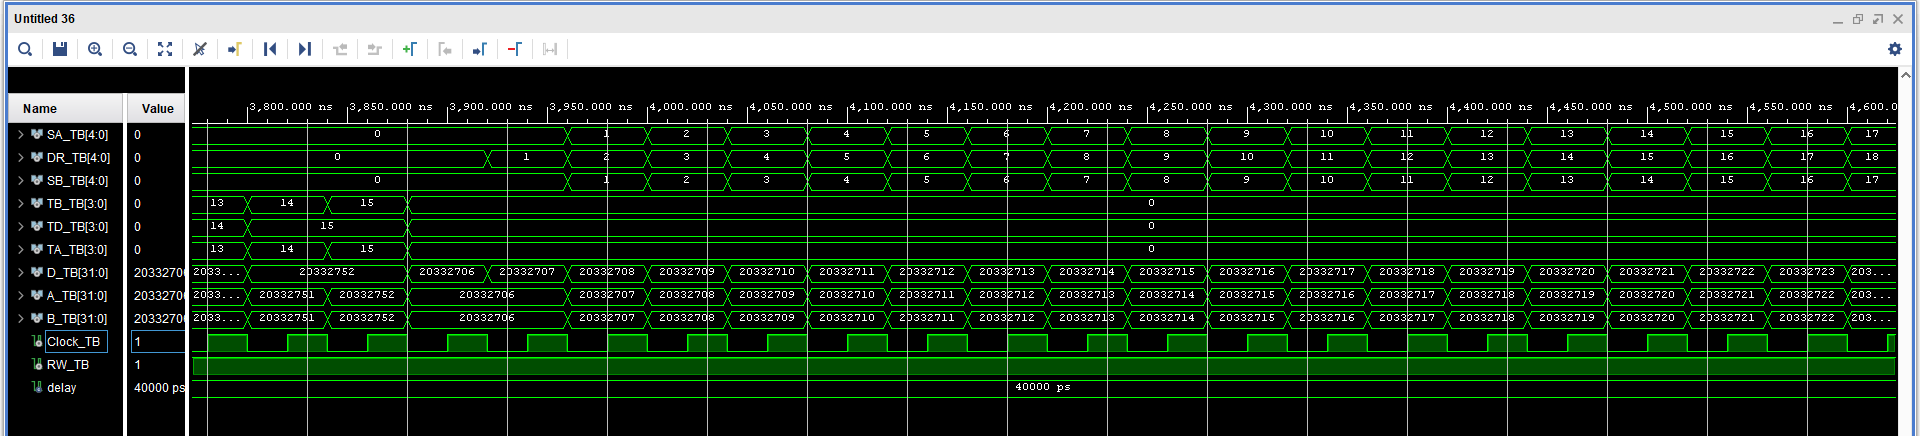 Untitled 36
Name Value 3,800.000 ns 3,850.000 ns 3,900.000 ns 3,950.000 ns 4,000.000 ns 4,050.000 ns 4,100.000 ns 4,150.000 ns 4,200.000 ns 4,250.000 ns 4,300.000 ns 4,350.000 ns 4,400.000 ns 4,450.000 ns 4,500.000 ns 4,550.000 ns 4,600.0
SA_TB[4:0] 0 0 1 2 3 4 5 6 7 8 9 10 11 12 13 14 15 16 17
DR_TB[4:0] 0 0 1 2 3 4 5 6 7 8 9 10 11 12 13 14 15 16 17 18
SB_TB[4:0] 0 0 1 2 3 4 5 6 7 8 9 10 11 12 13 14 15 16 17
TB_TB[3:0] 0 13 14 15 0
TD_TB[3:0] 0 14 15 0
TA_TB[3:0] 0 13 14 15 0
D_TB[31:0] 20332706 2033... 20332752 20332706 20332707 20332708 20332709 20332710 20332711 20332712 20332713 20332714 20332715 20332716 20332717 20332718 20332719 20332720 20332721 20332722 20332723 203...
A_TB[31:0] 20332706 2033... 20332751 20332752 20332706 20332707 20332708 20332709 20332710 20332711 20332712 20332713 20332714 20332715 20332716 20332717 20332718 20332719 20332720 20332721 20332722 203...
B_TB[31:0] 20332706 2033... 20332751 20332752 20332706 20332707 20332708 20332709 20332710 20332711 20332712 20332713 20332714 20332715 20332716 20332717 20332718 20332719 20332720 20332721 20332722 203...
Clock_TB 1
RW_TB 1
delay 40000 ps 40000 ps